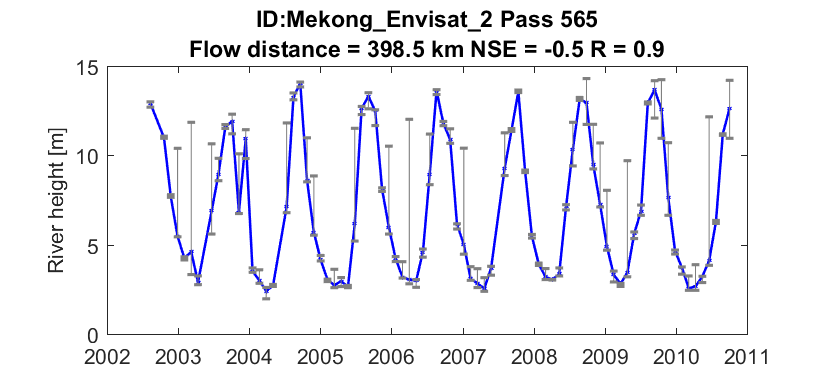 ID:Mekong_Envisat_2 Pass 565
Flow distance = 398.5 km NSE = -0.5 R = 0.9
River height [m]
15
10
5
0
2002 2003 2004 2005 2006 2007 2008 2009 2010 2011